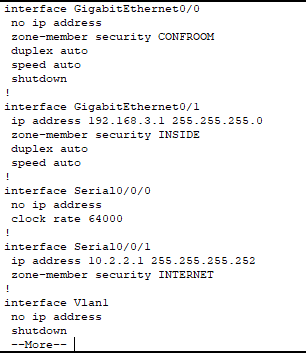 interface GigabitEthernet0/0
no ip address
zone-member security CONFROOM
duplex auto
speed auto
shutdown
!
interface GigabitEthernet0/1
ip address 192.168.3.1 255.255.255.0
zone-member security INSIDE
duplex auto
speed auto
!
interface Serial0/0/0
no ip address
clock rate 64000
!
interface Serial0/0/1
ip address 10.2.2.1 255.255.255.252
zone-member security INTERNET
!
interface Vlan1
no ip address
shutdown
--More--